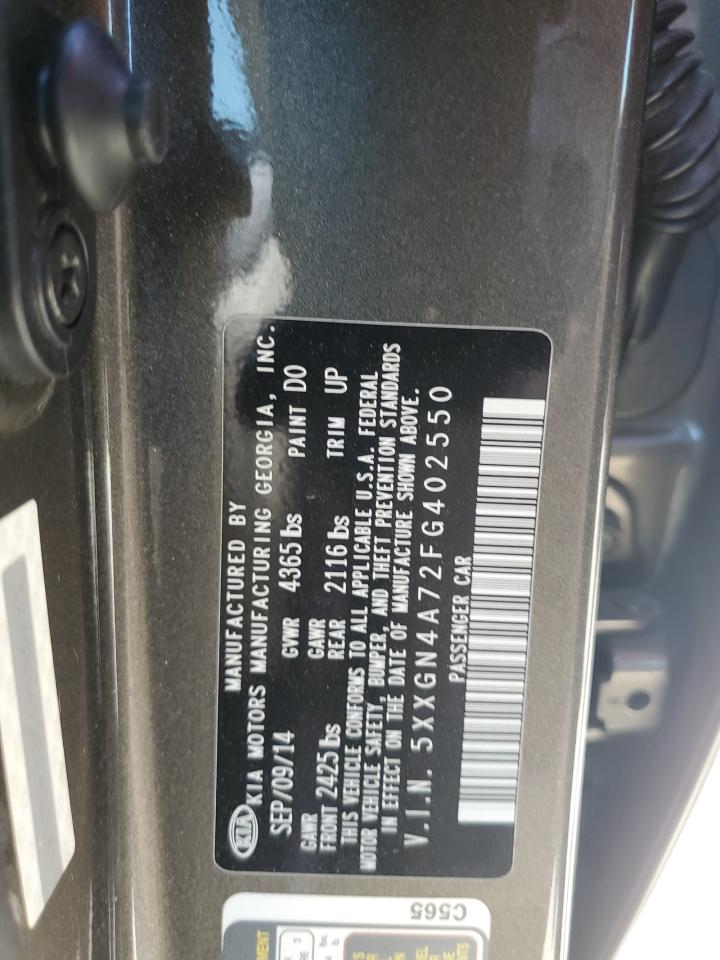 MANUFACTURED BY
KIA KIA MOTORS MANUFACTURING GEORGIA, INC.
SEP/09/14 GVWR 4365 lbs PAINT D0
GAWR GAWR
FRONT 2425 lbs REAR 2116 lbs TRIM UP
THIS VEHICLE CONFORMS TO ALL APPLICABLE U.S.A. FEDERAL
MOTOR VEHICLE SAFETY, BUMPER, AND THEFT PREVENTION STANDARDS
IN EFFECT ON THE DATE OF MANUFACTURE SHOWN ABOVE.
V.I.N. 5XXGN4A72FG402550
PASSENGER CAR
C565